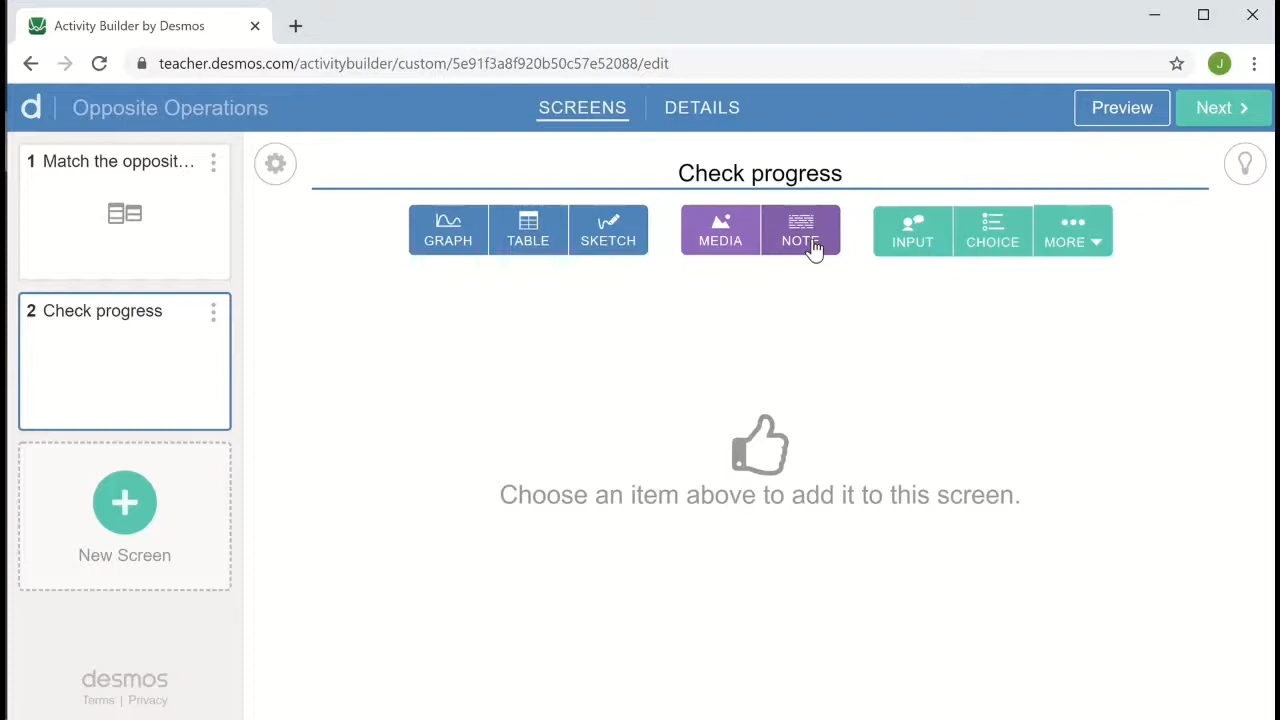 Activity Builder by Desmos
teacher.desmos.com/activitybuilder/custom/5e91f3a8f920b50c57e52088/edit
J
d Opposite Operations
SCREENS
DETAILS
Preview
Next
1 Match the opposit...
Check progress
GRAPH
TABLE
SKETCH
MEDIA
NOTE
INPUT
CHOICE
MORE
2 Check progress
Choose an item above to add it to this screen.
New Screen
desmos
Terms | Privacy